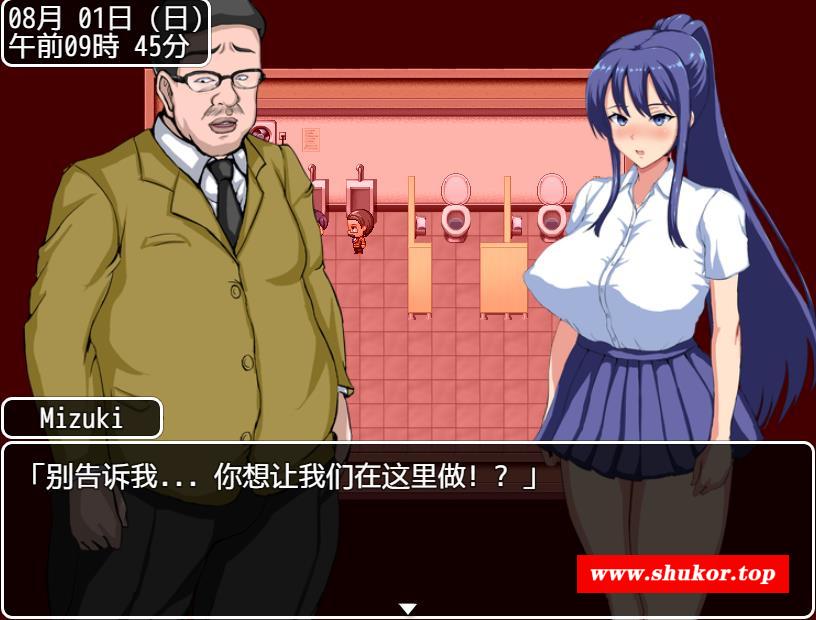 08月 01日 (日)
午前09時 45分
Mizuki
「别告诉我... 你想让我们在这里做！？」
www.shukor.top